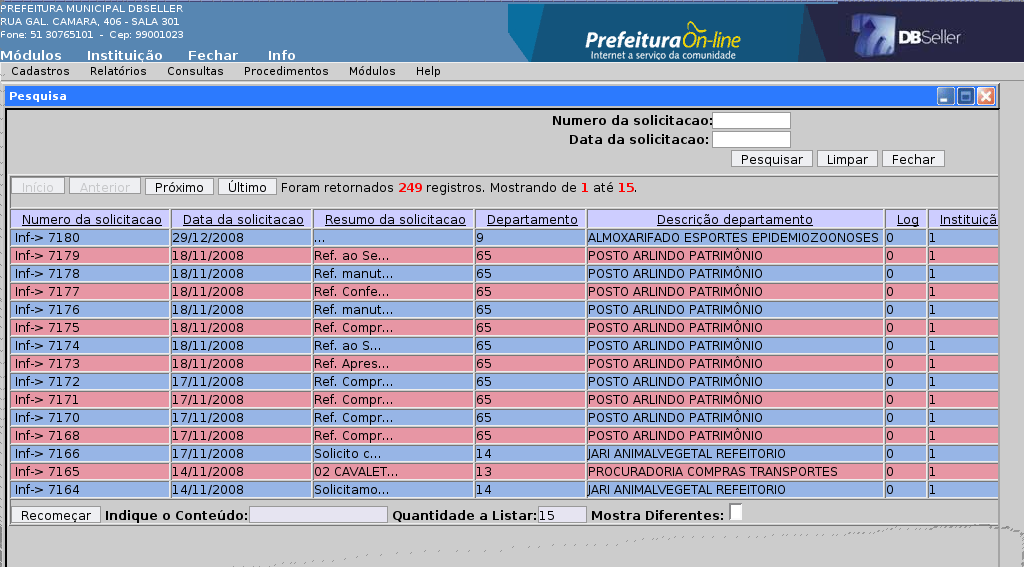 PREFEITURA MUNICIPAL DBSELLER
RUA GAL. CAMARA, 406 - SALA 301
Fone: 51 30765101 - Cep: 99001023
PrefeituraOn-line
Internet a serviço da comunidade
DBSeller
Módulos Instituição Fechar Info
Cadastros Relatórios Consultas Procedimentos Módulos Help
Pesquisa
Numero da solicitacao:
Data da solicitacao:
Pesquisar Limpar Fechar
Início Anterior Próximo Último Foram retornados 249 registros. Mostrando de 1 até 15.
Numero da solicitacao Data da solicitacao Resumo da solicitacao Departamento Descrição departamento Log Instituiçã
Inf-> 7180 29/12/2008 ... 9 ALMOXARIFADO ESPORTES EPIDEMIOZOONOSES 0 1
Inf-> 7179 18/11/2008 Ref. ao Se... 65 POSTO ARLINDO PATRIMÔNIO 0 1
Inf-> 7178 18/11/2008 Ref. manut... 65 POSTO ARLINDO PATRIMÔNIO 0 1
Inf-> 7177 18/11/2008 Ref. Confe... 65 POSTO ARLINDO PATRIMÔNIO 0 1
Inf-> 7176 18/11/2008 Ref. manut... 65 POSTO ARLINDO PATRIMÔNIO 0 1
Inf-> 7175 18/11/2008 Ref. Compr... 65 POSTO ARLINDO PATRIMÔNIO 0 1
Inf-> 7174 18/11/2008 Ref. ao S... 65 POSTO ARLINDO PATRIMÔNIO 0 1
Inf-> 7173 18/11/2008 Ref. Apres... 65 POSTO ARLINDO PATRIMÔNIO 0 1
Inf-> 7172 17/11/2008 Ref. Compr... 65 POSTO ARLINDO PATRIMÔNIO 0 1
Inf-> 7171 17/11/2008 Ref. Compr... 65 POSTO ARLINDO PATRIMÔNIO 0 1
Inf-> 7170 17/11/2008 Ref. Compr... 65 POSTO ARLINDO PATRIMÔNIO 0 1
Inf-> 7168 17/11/2008 Ref. Compr... 65 POSTO ARLINDO PATRIMÔNIO 0 1
Inf-> 7166 17/11/2008 Solicito c... 14 JARI ANIMALVEGETAL REFEITORIO 0 1
Inf-> 7165 14/11/2008 02 CAVALET... 13 PROCURADORIA COMPRAS TRANSPORTES 0 1
Inf-> 7164 14/11/2008 Solicitamo... 14 JARI ANIMALVEGETAL REFEITORIO 0 1
Recomeçar Indique o Conteúdo: Quantidade a Listar: 15 Mostra Diferentes: